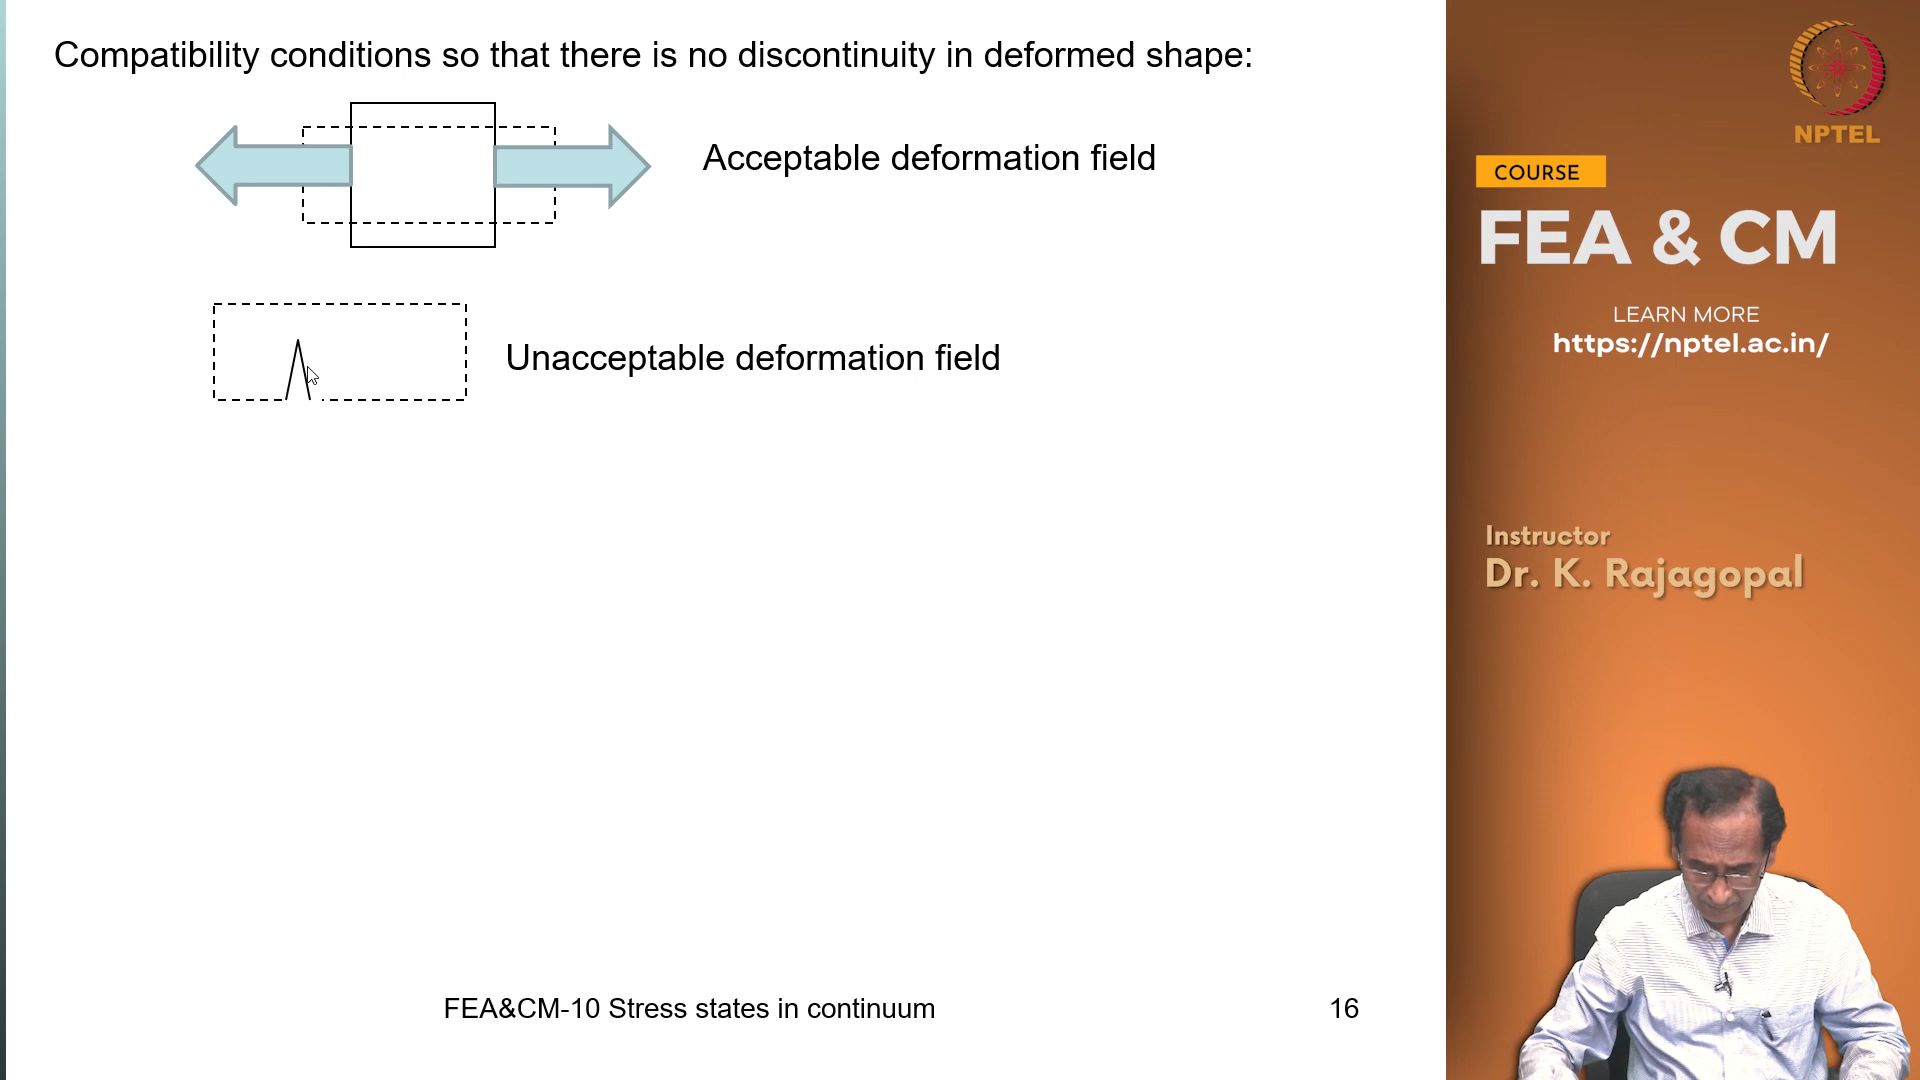 Compatibility conditions so that there is no discontinuity in deformed shape:
Acceptable deformation field
Unacceptable deformation field
FEA&CM-10 Stress states in continuum
16
NPTEL
COURSE
FEA & CM
LEARN MORE
https://nptel.ac.in/
Instructor
Dr. K. Rajagopal